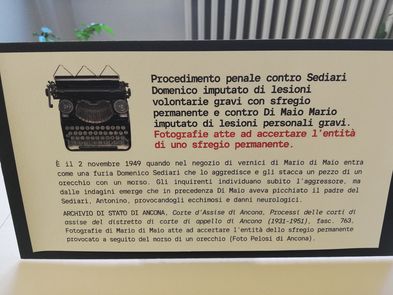 Procedimento penale contro Sediari
Domenico imputato di lesioni
volontarie gravi con sfregio
permanente e contro Di Maio Mario
imputato di lesioni personali gravi.
Fotografie atte ad accertare l'entità
di uno sfregio permanente.
È il 2 novembre 1949 quando nel negozio di vernici di Mario di Maio entra
come una furia Domenico Sediari che lo aggredisce e gli stacca un pezzo di un
orecchio con un morso. Gli inquirenti individuano subito l'aggressore, ma
dalle indagini emerge che in precedenza Di Maio aveva picchiato il padre del
Sediari, Antonino, provocandogli ecchimosi e danni neurologici.
ARCHIVIO DI STATO DI ANCONA, Corte d'Assise di Ancona. Processi delle corti di
assise del distretto di corte di appello di Ancona (1931-1951), fasc. 763.
Fotografie di Mario di Maio atte ad accertare l'entità dello sfregio permanente
provocato a seguito del morso di un orecchio (Foto Pelosi di Ancona).